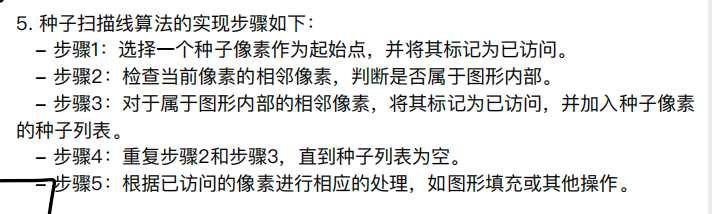 5. 种子扫描线算法的实现步骤如下：
– 步骤1：选择一个种子像素作为起始点，并将其标记为已访问。
– 步骤2：检查当前像素的相邻像素，判断是否属于图形内部。
– 步骤3：对于属于图形内部的相邻像素，将其标记为已访问，并加入种子像素
的种子列表。
– 步骤4：重复步骤2和步骤3，直到种子列表为空。
– 步骤5：根据已访问的像素进行相应的处理，如图形填充或其他操作。